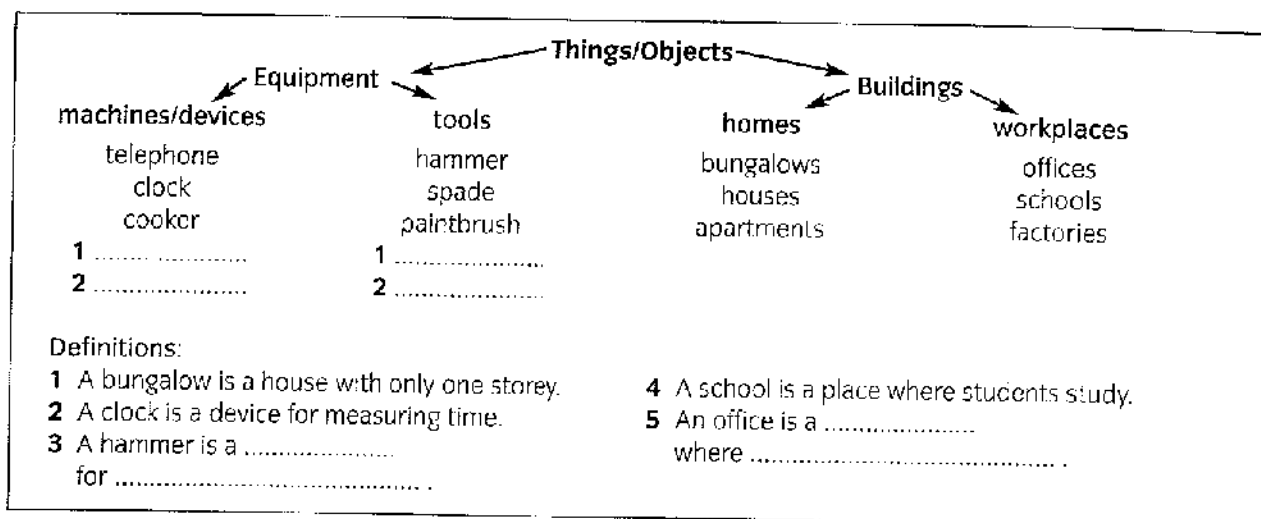 Things/Objects
Equipment
Buildings
machines/devices
tools
homes
workplaces
telephone
hammer
bungalows
offices
clock
spade
houses
schools
cooker
paintbrush
apartments
factories
1 .....................
1 .....................
2 .....................
2 .....................
Definitions:
1 A bungalow is a house with only one storey.
2 A clock is a device for measuring time.
3 A hammer is a .....................
for ............................................. .
4 A school is a place where students study.
5 An office is a .....................
where ............................................. .